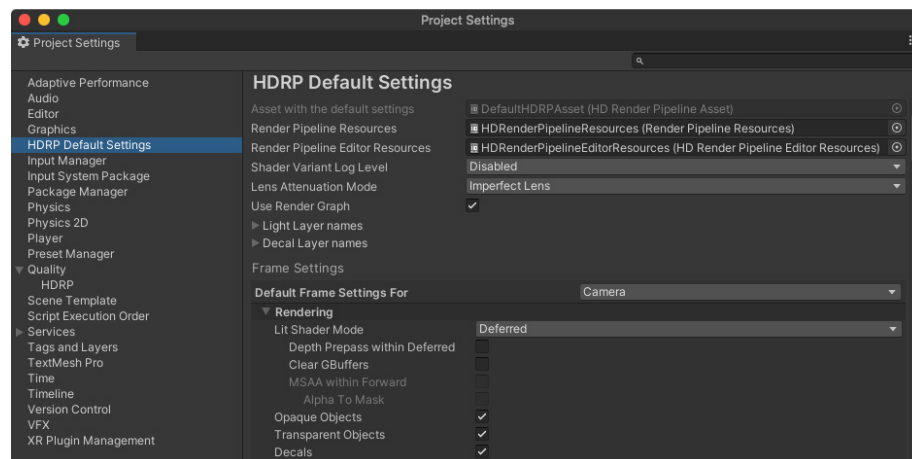 Project Settings
Project Settings
Adaptive Performance
Audio
Editor
Graphics
HDRP Default Settings
Input Manager
Input System Package
Package Manager
Physics
Physics 2D
Player
Preset Manager
Quality
HDRP
Scene Template
Script Execution Order
Services
Tags and Layers
TextMesh Pro
Time
Timeline
Version Control
VFX
XR Plugin Management
HDRP Default Settings
Asset with the default settings DefaultHDRPAsset (HD Render Pipeline Asset)
Render Pipeline Resources HDRenderPipelineResources (Render Pipeline Resources)
Render Pipeline Editor Resources HDRenderPipelineEditorResources (HD Render Pipeline Editor Resources)
Shader Variant Log Level Disabled
Lens Attenuation Mode Imperfect Lens
Use Render Graph
Light Layer names
Decal Layer names
Frame Settings
Default Frame Settings For Camera
Rendering
Lit Shader Mode Deferred
Depth Prepass within Deferred
Clear GBuffers
MSAA within Forward
Alpha To Mask
Opaque Objects
Transparent Objects
Decals